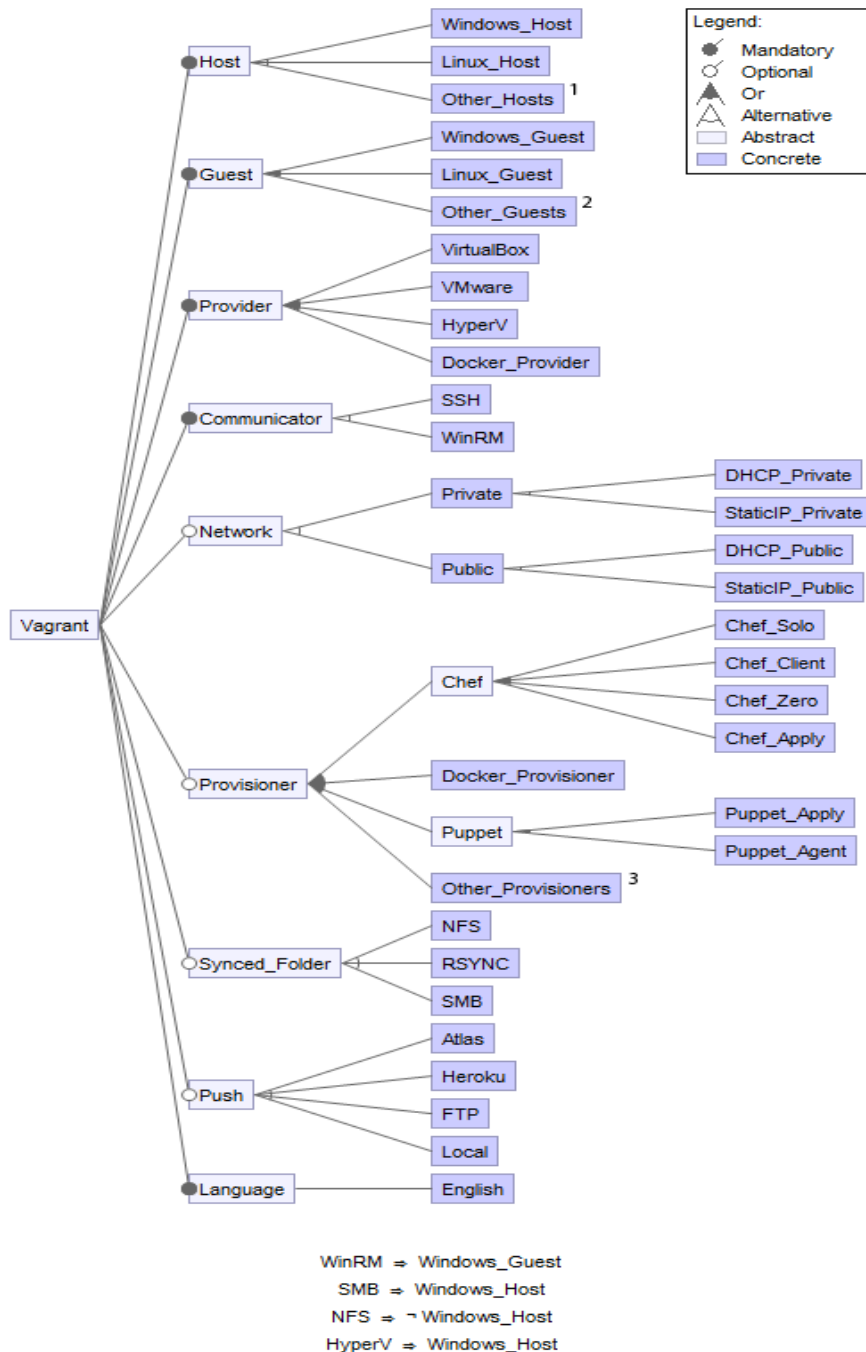 Legend:
Mandatory
Optional
Or
Alternative
Abstract
Concrete
Vagrant
Host
Windows_Host
Linux_Host
Other_Hosts 1
Guest
Windows_Guest
Linux_Guest
Other_Guests 2
Provider
VirtualBox
VMware
HyperV
Docker_Provider
Communicator
SSH
WinRM
Network
Private
DHCP_Private
StaticIP_Private
Public
DHCP_Public
StaticIP_Public
Provisioner
Chef
Chef_Solo
Chef_Client
Chef_Zero
Chef_Apply
Docker_Provisioner
Puppet
Puppet_Apply
Puppet_Agent
Other_Provisioners 3
Synced_Folder
NFS
RSYNC
SMB
Push
Atlas
Heroku
FTP
Local
Language
English
WinRM ⇒ Windows_Guest
SMB ⇒ Windows_Host
NFS ⇒ ¬ Windows_Host
HyperV ⇒ Windows_Host